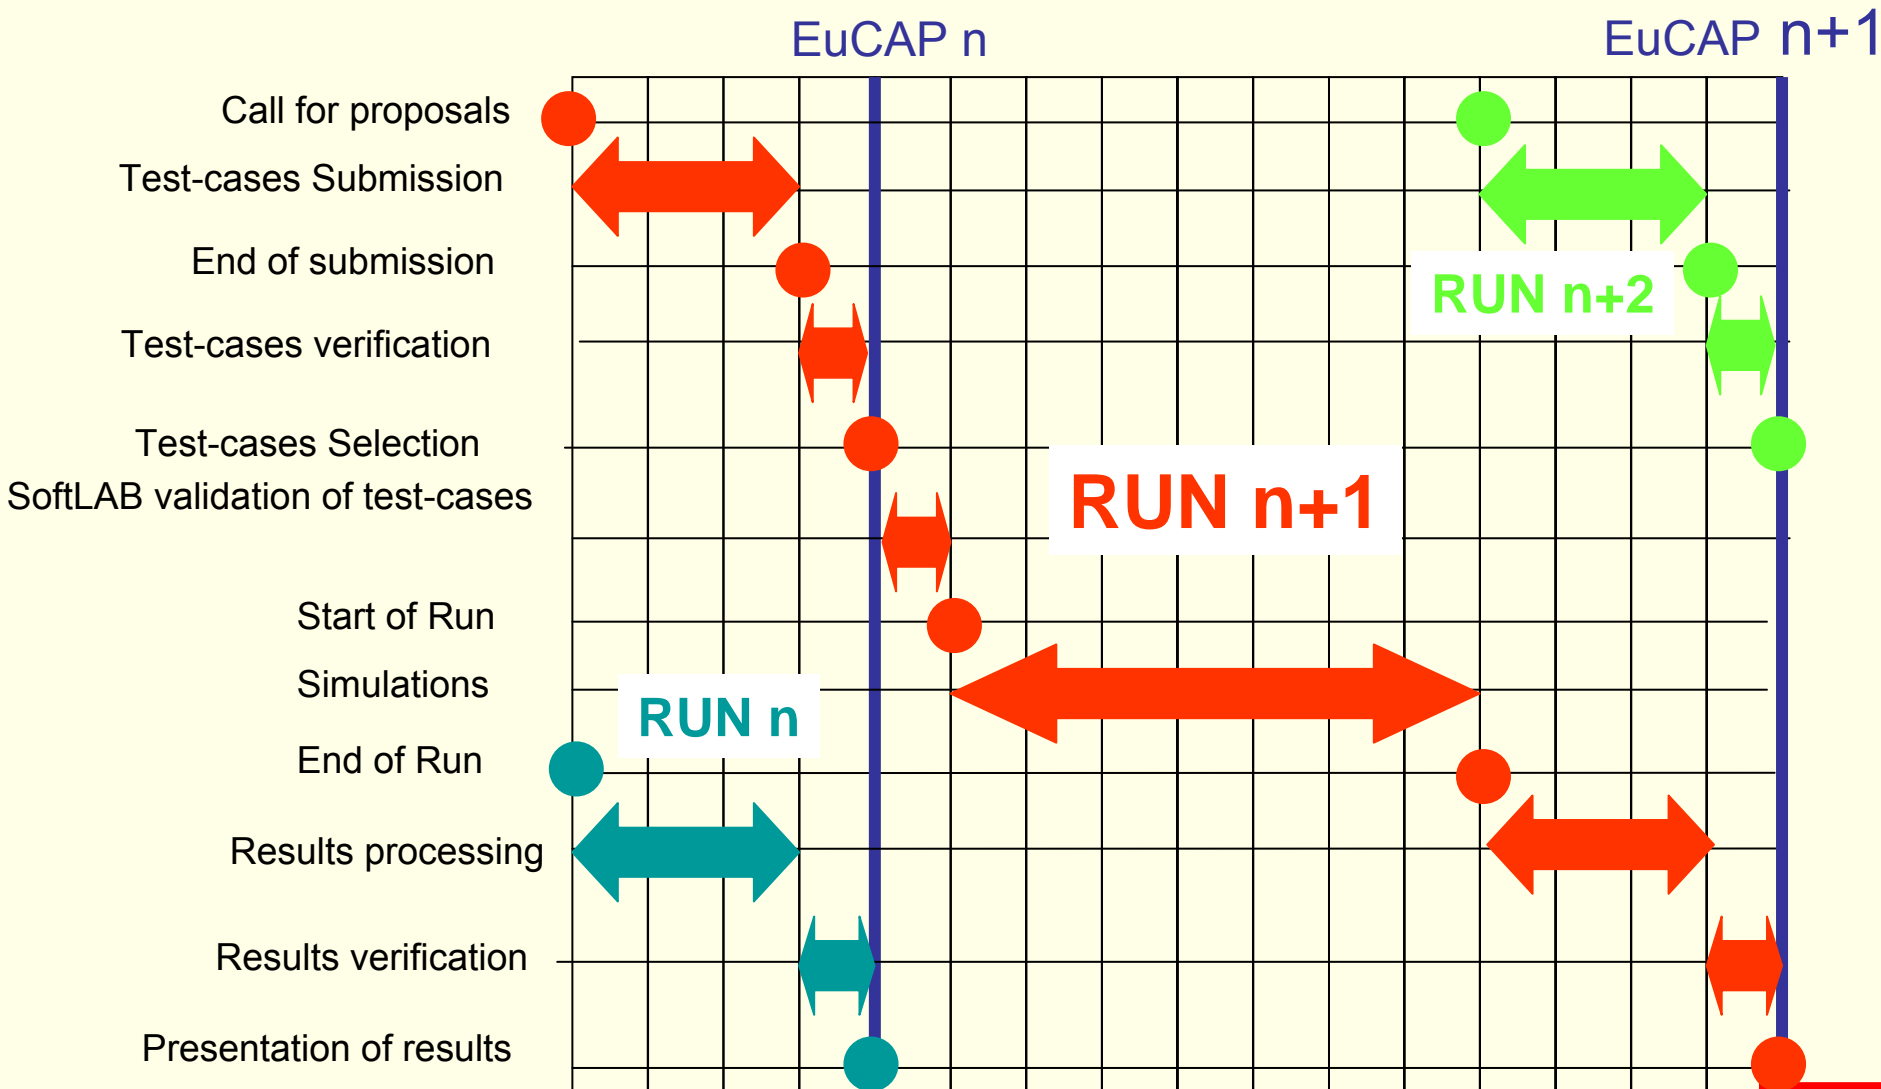 EuCAP n
EuCAP n+1
Call for proposals
Test-cases Submission
End of submission
RUN n+2
Test-cases verification
Test-cases Selection
SoftLAB validation of test-cases
RUN n+1
Start of Run
Simulations
RUN n
End of Run
Results processing
Results verification
Presentation of results